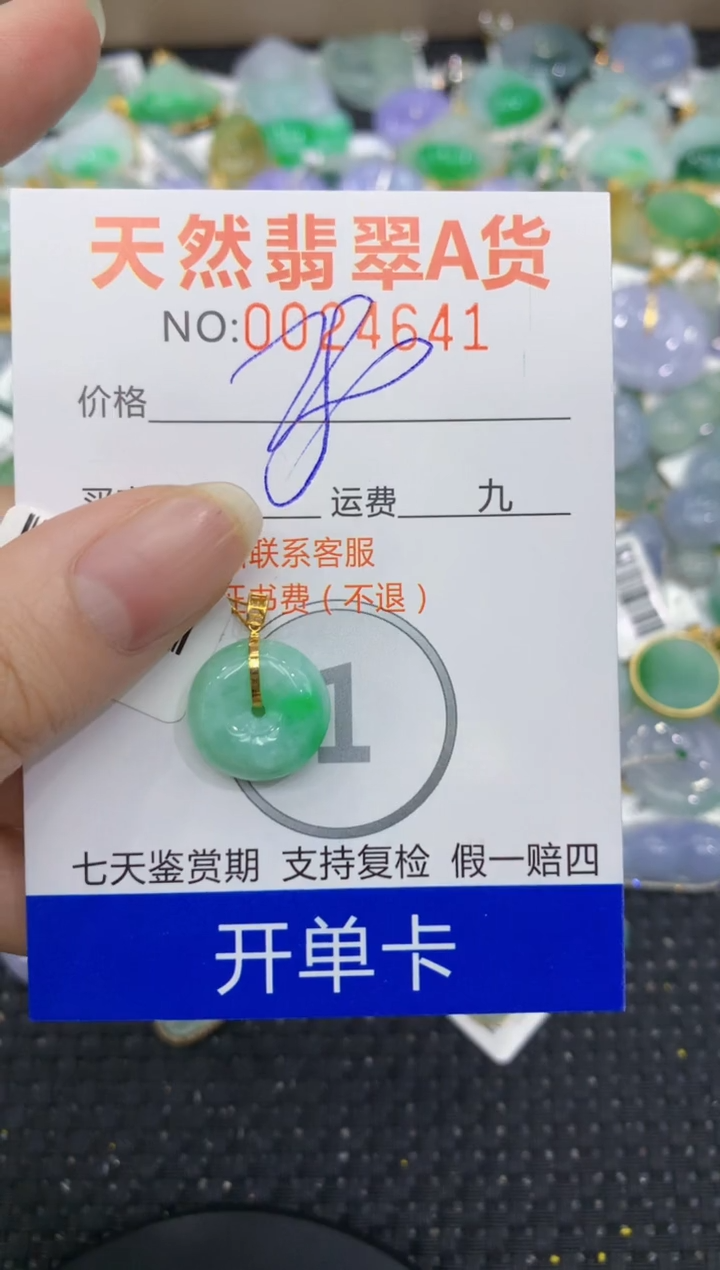 天然翡翠A货
NO:0024641
价格
运费 九
联系客服
证书费（不退）
1
七天鉴赏期 支持复检 假一赔四
开单卡